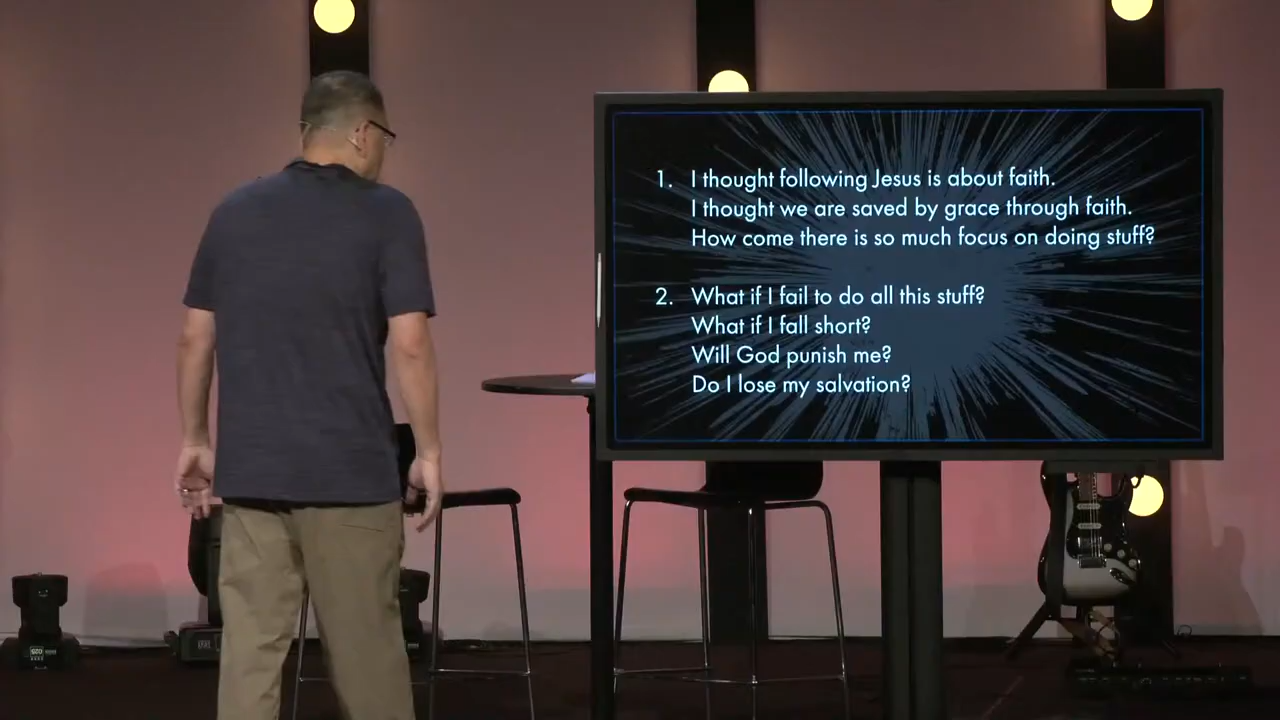 1. I thought following Jesus is about faith.
I thought we are saved by grace through faith.
How come there is so much focus on doing stuff?
2. What if I fail to do all this stuff?
What if I fall short?
Will God punish me?
Do I lose my salvation?